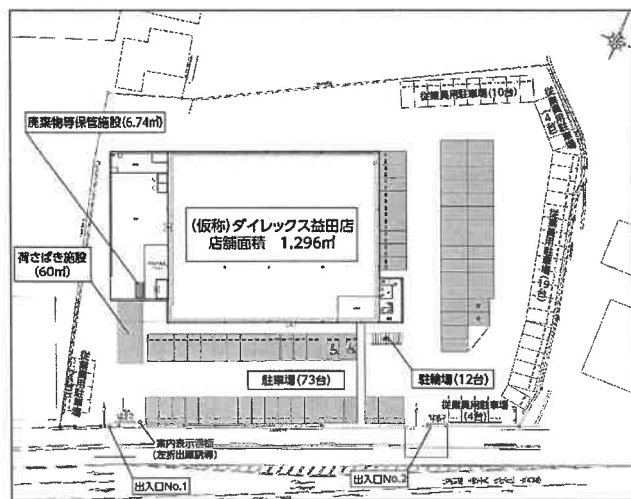 従業員用駐車場(10台)
従業員用駐車場
(4台)
廃棄物等保管施設(6.74㎡)
(仮称)ダイレックス益田店
店舗面積 1,296㎡
荷さばき施設
(60㎡)
従業員用駐車場(19台)
駐車場(73台)
駐輪場(12台)
従業員用駐車場
従業員用駐車場
(4台)
案内表示看板
(左折出庫誘導)
出入口No.1
出入口No.2